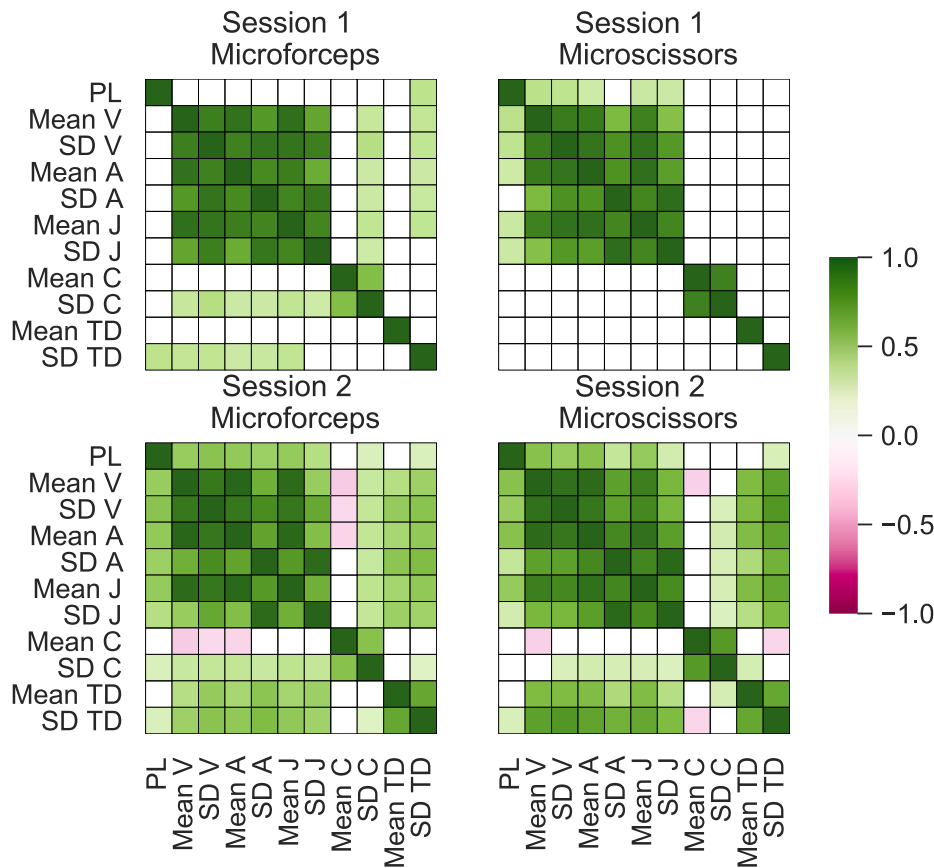 Session 1
Microforceps
Session 1
Microscissors
PL
Mean V
SD V
Mean A
SD A
Mean J
SD J
Mean C
SD C
Mean TD
SD TD
Session 2
Microforceps
Session 2
Microscissors
PL
Mean V
SD V
Mean A
SD A
Mean J
SD J
Mean C
SD C
Mean TD
SD TD
1.0
0.5
0.0
−0.5
−1.0
PL
Mean V
SD V
Mean A
SD A
Mean J
SD J
Mean C
SD C
Mean TD
SD TD
PL
Mean V
SD V
Mean A
SD A
Mean J
SD J
Mean C
SD C
Mean TD
SD TD